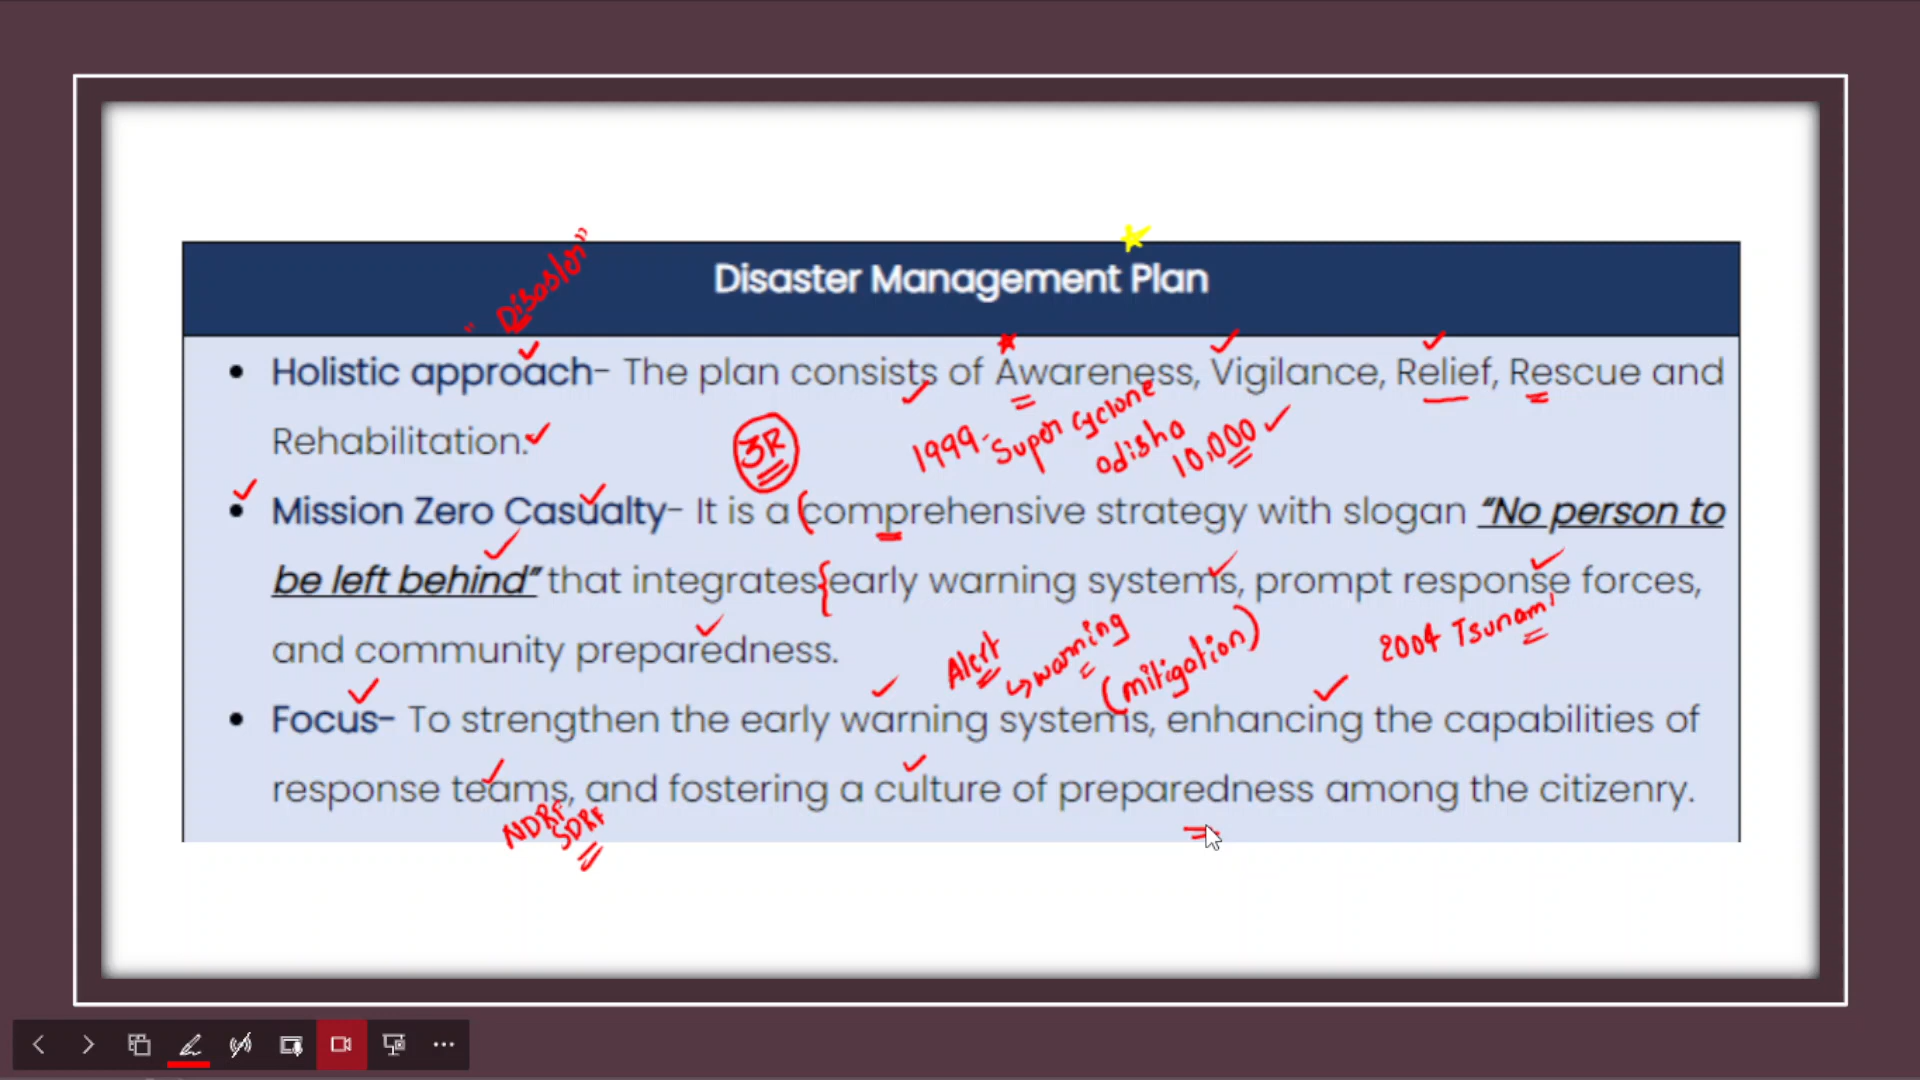 Disaster Management Plan
"Disaster"
• Holistic approach- The plan consists of Awareness, Vigilance, Relief, Rescue and
Rehabilitation.
3R
1999- Super cyclone
odisha
10,000
• Mission Zero Casualty- It is a comprehensive strategy with slogan "No person to
be left behind" that integrates early warning systems, prompt response forces,
and community preparedness.
Alert
↳ warning
(mitigation)
2004 Tsunami
• Focus- To strengthen the early warning systems, enhancing the capabilities of
response teams, and fostering a culture of preparedness among the citizenry.
NDRF
SDRF